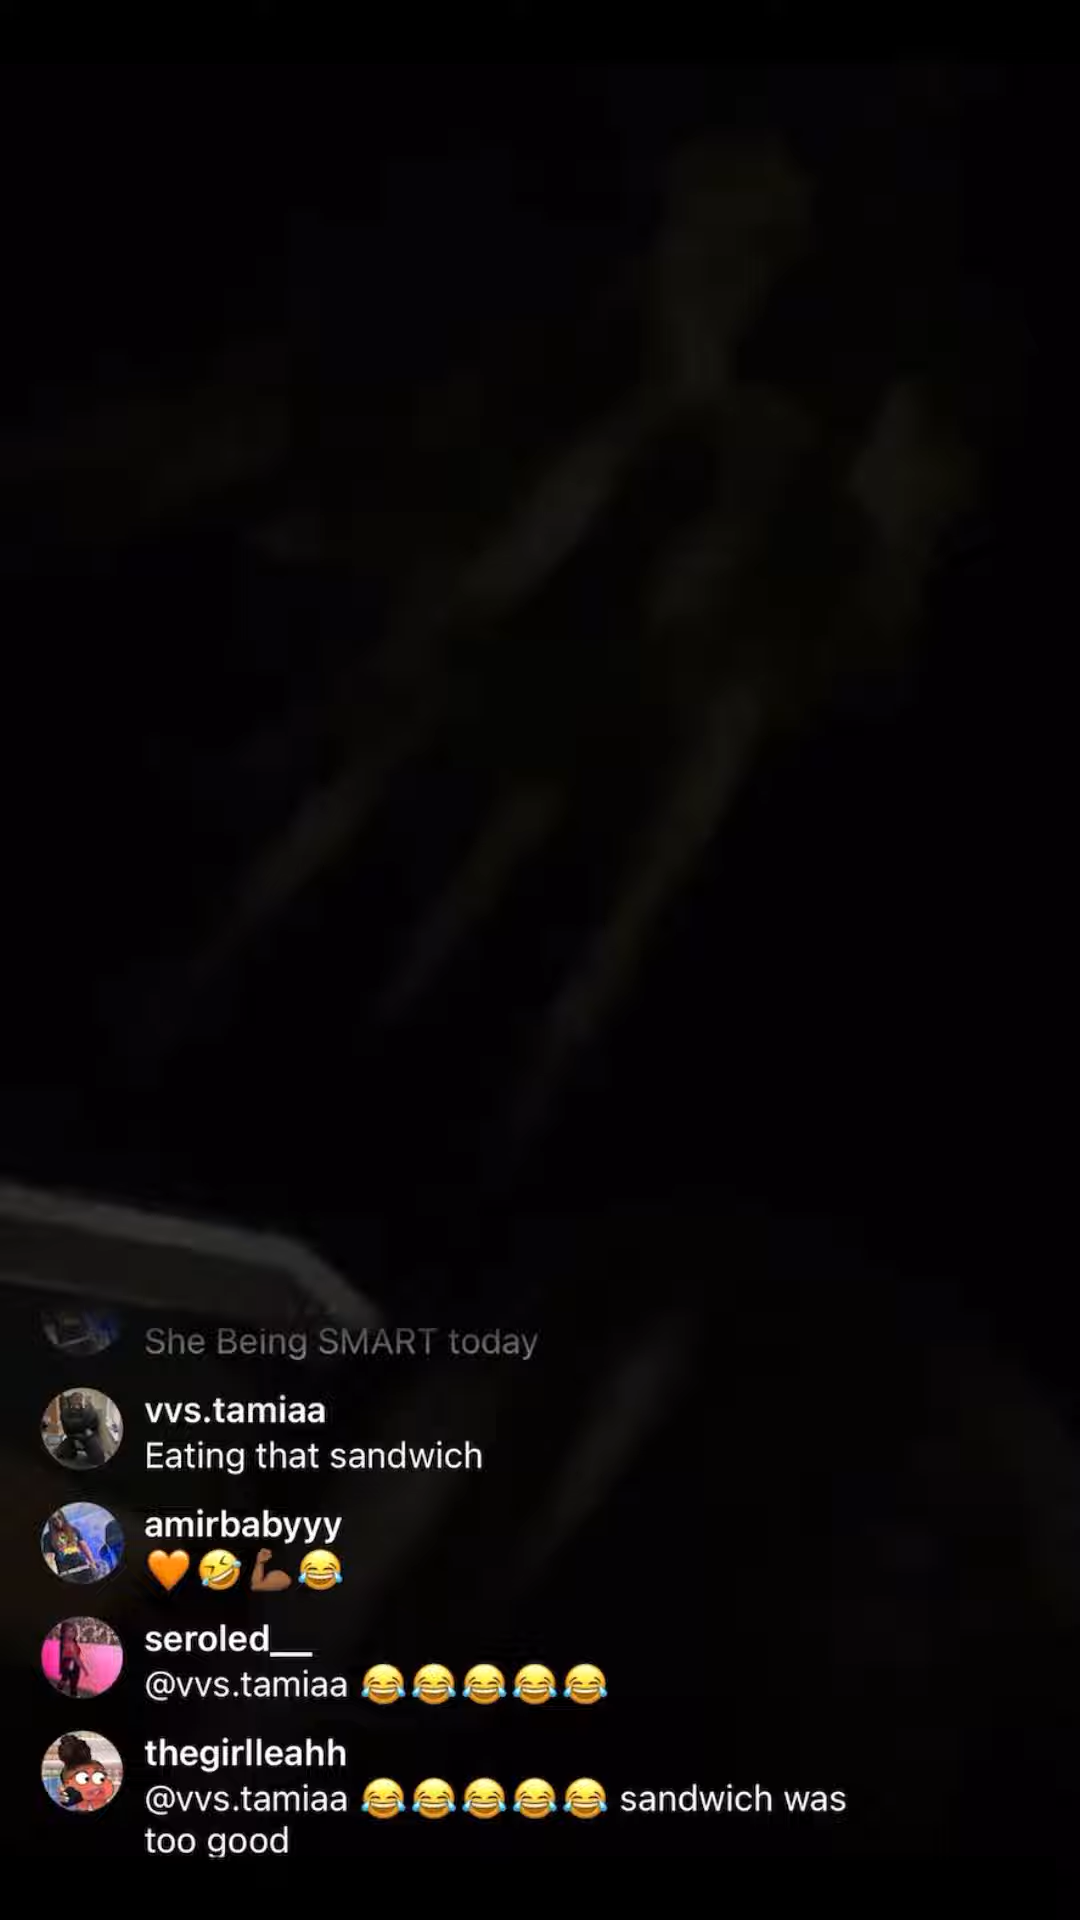 She Being SMART today
vvs.tamiaa
Eating that sandwich
amirbabyyy
🧡🤣💪🏾😂
seroled__
@vvs.tamiaa 😂😂😂😂😂
thegirlleahh
@vvs.tamiaa 😂😂😂😂😂 sandwich was
too good